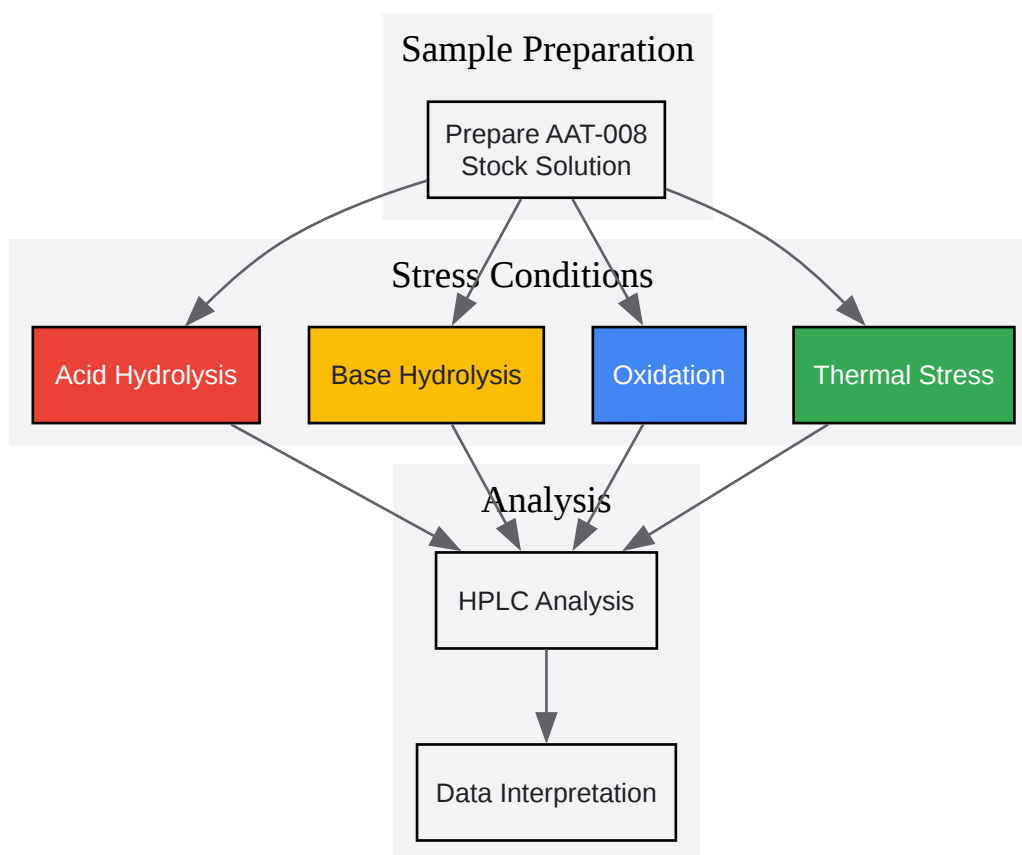 Sample Preparation
Prepare AAT-008
Stock Solution
Stress Conditions
Acid Hydrolysis
Base Hydrolysis
Oxidation
Thermal Stress
Analysis
HPLC Analysis
Data Interpretation